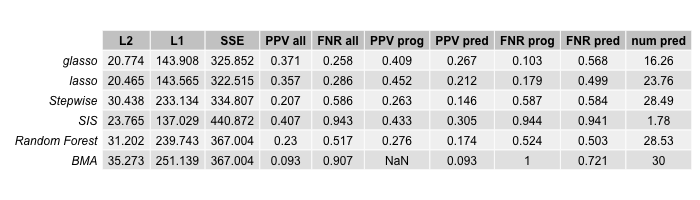 L2 L1 SSE PPV all FNR all PPV prog PPV pred FNR prog FNR pred num pred
glasso 20.774 143.908 325.852 0.371 0.258 0.409 0.267 0.103 0.568 16.26
lasso 20.465 143.565 322.515 0.357 0.286 0.452 0.212 0.179 0.499 23.76
Stepwise 30.438 233.134 334.807 0.207 0.586 0.263 0.146 0.587 0.584 28.49
SIS 23.765 137.029 440.872 0.407 0.943 0.433 0.305 0.944 0.941 1.78
Random Forest 31.202 239.743 367.004 0.23 0.517 0.276 0.174 0.524 0.503 28.53
BMA 35.273 251.139 367.004 0.093 0.907 NaN 0.093 1 0.721 30